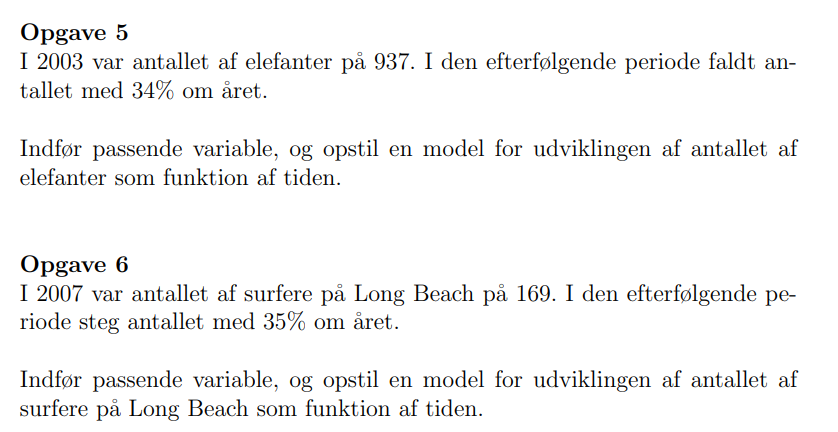 Opgave 5
I 2003 var antallet af elefanter på 937. I den efterfølgende periode faldt an-
tallet med 34% om året.
Indfør passende variable, og opstil en model for udviklingen af antallet af
elefanter som funktion af tiden.
Opgave 6
I 2007 var antallet af surfere på Long Beach på 169. I den efterfølgende pe-
riode steg antallet med 35% om året.
Indfør passende variable, og opstil en model for udviklingen af antallet af
surfere på Long Beach som funktion af tiden.